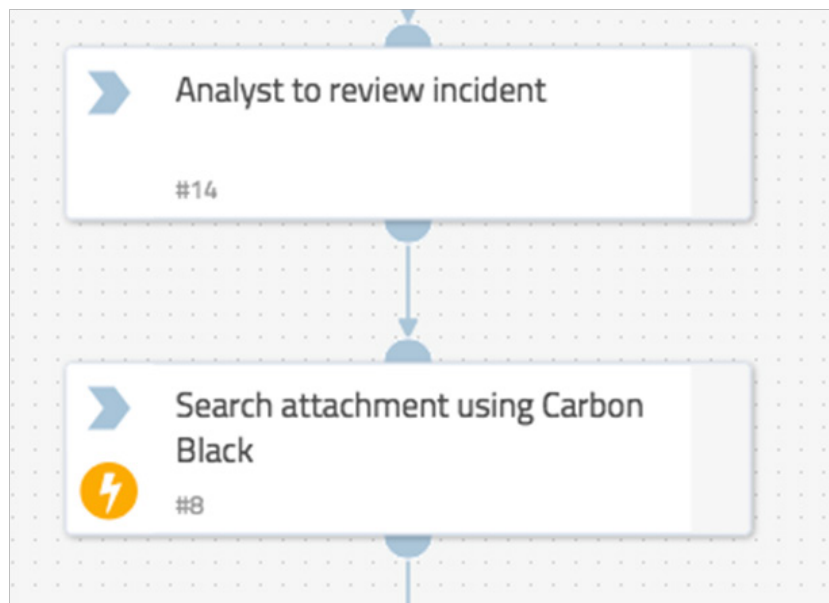 Analyst to review incident
#14
Search attachment using Carbon
Black
#8